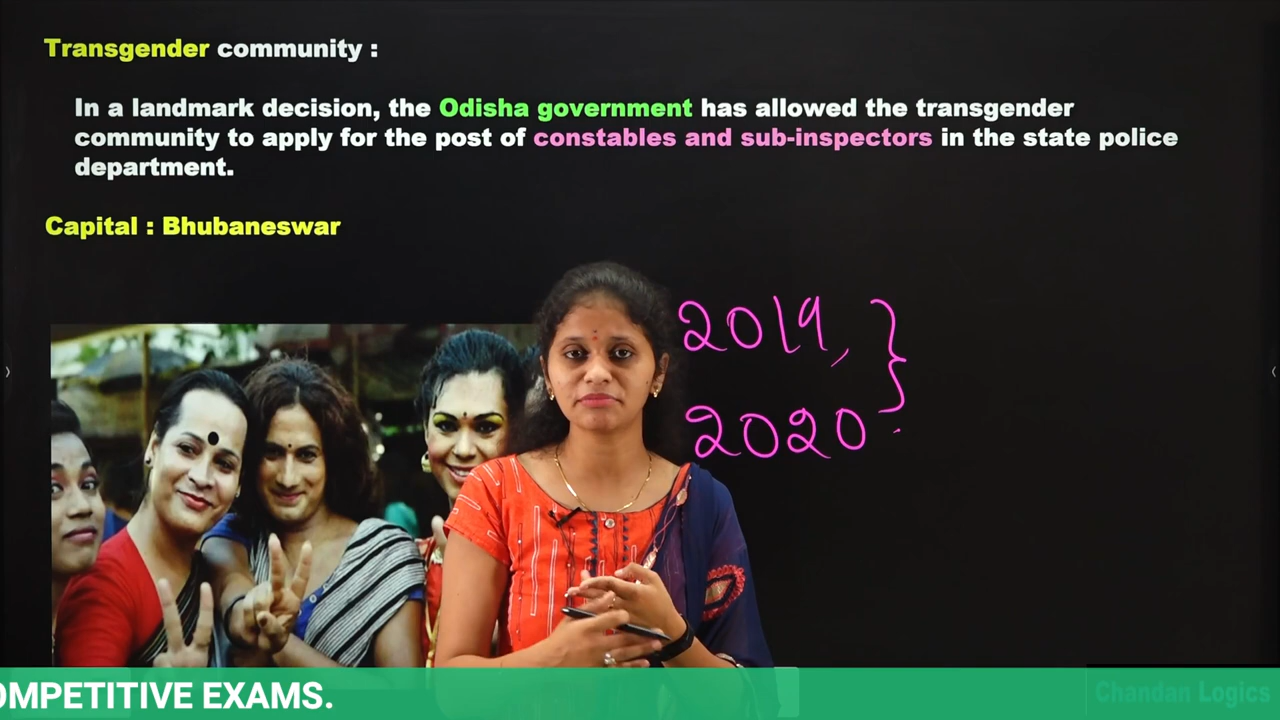 Transgender community :
In a landmark decision, the Odisha government has allowed the transgender
community to apply for the post of constables and sub-inspectors in the state police
department.
Capital : Bhubaneswar
2019,
2020
OMPETITIVE EXAMS.
Chandan Logics